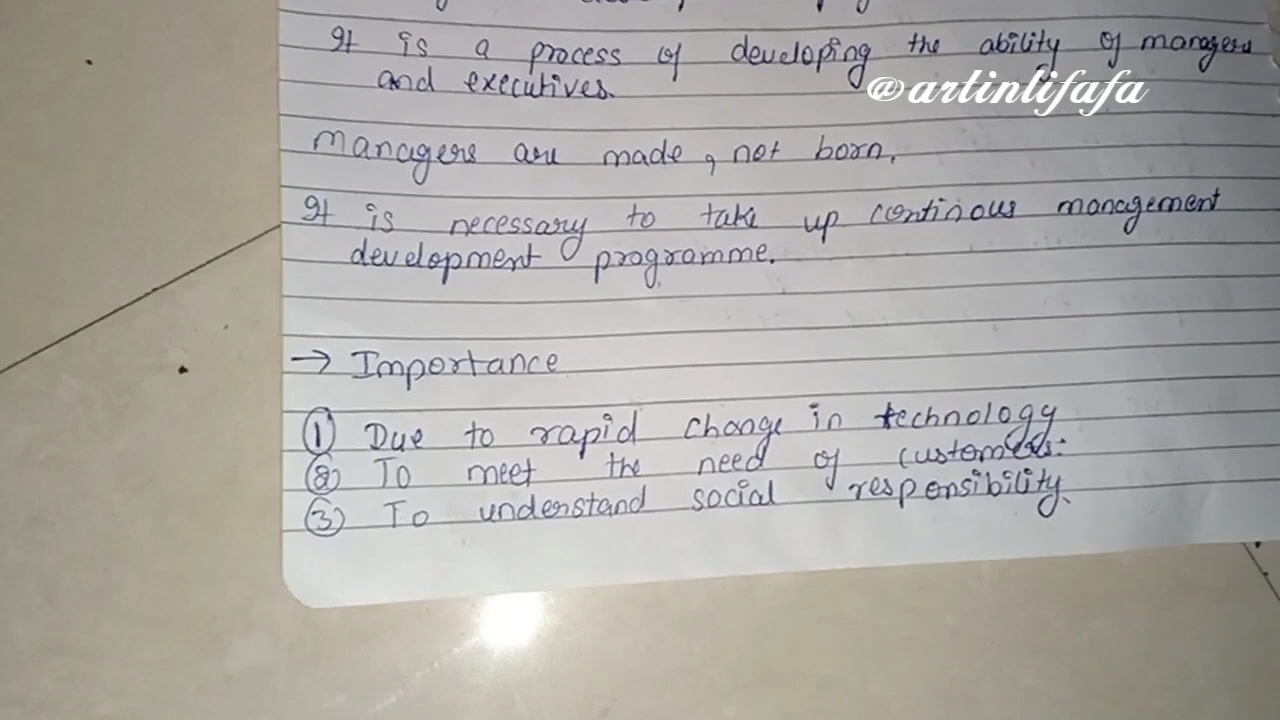 It is a process of developing the ability of managers
and executives.
@artinlifafa
Managers are made, not born.
It is necessary to take up continous management
development programme.
→ Importance
① Due to rapid change in technology
② To meet the need of customers.
③ To understand social responsibility.